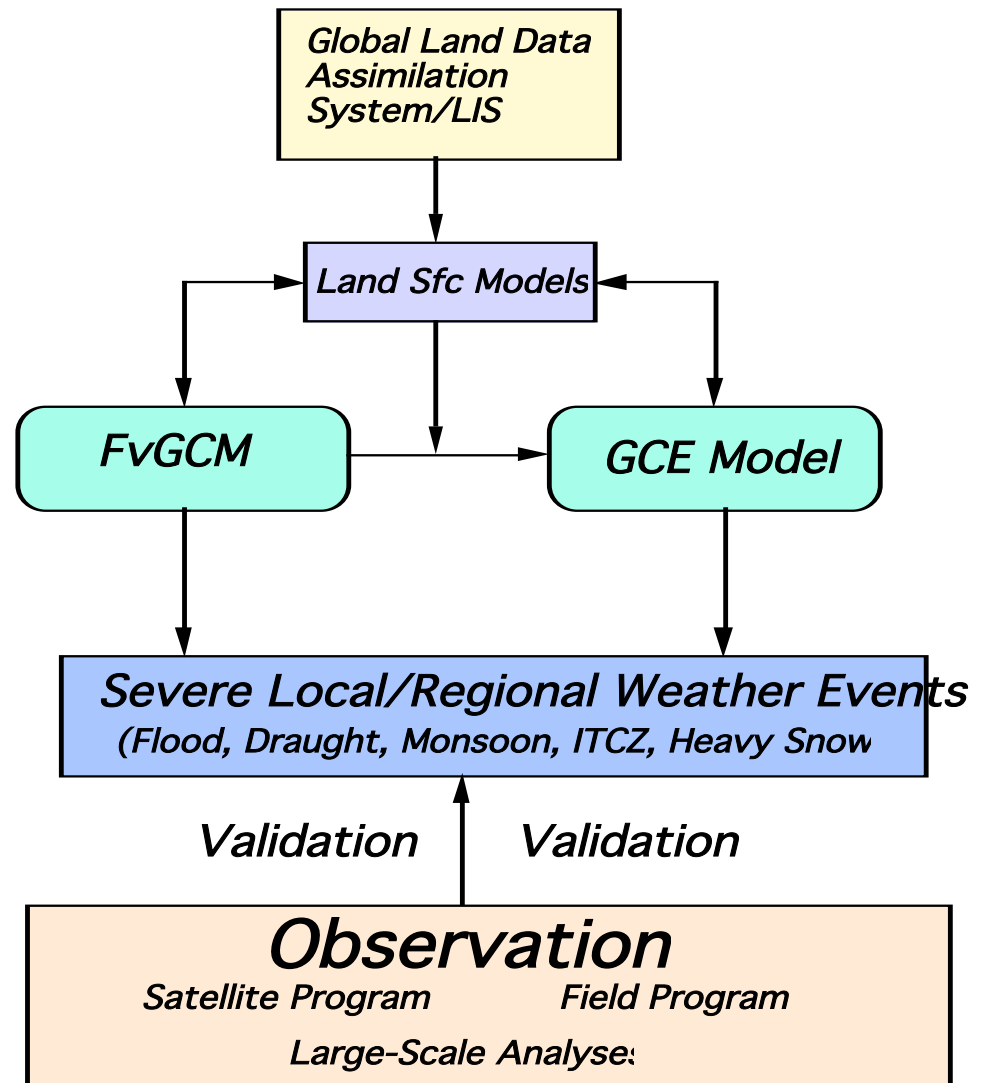 Global Land Data
Assimilation
System/LIS
Land Sfc Models
FvGCM
GCE Model
Severe Local/Regional Weather Events
(Flood, Draught, Monsoon, ITCZ, Heavy Snow
Validation Validation
Observation
Satellite Program Field Program
Large-Scale Analyses